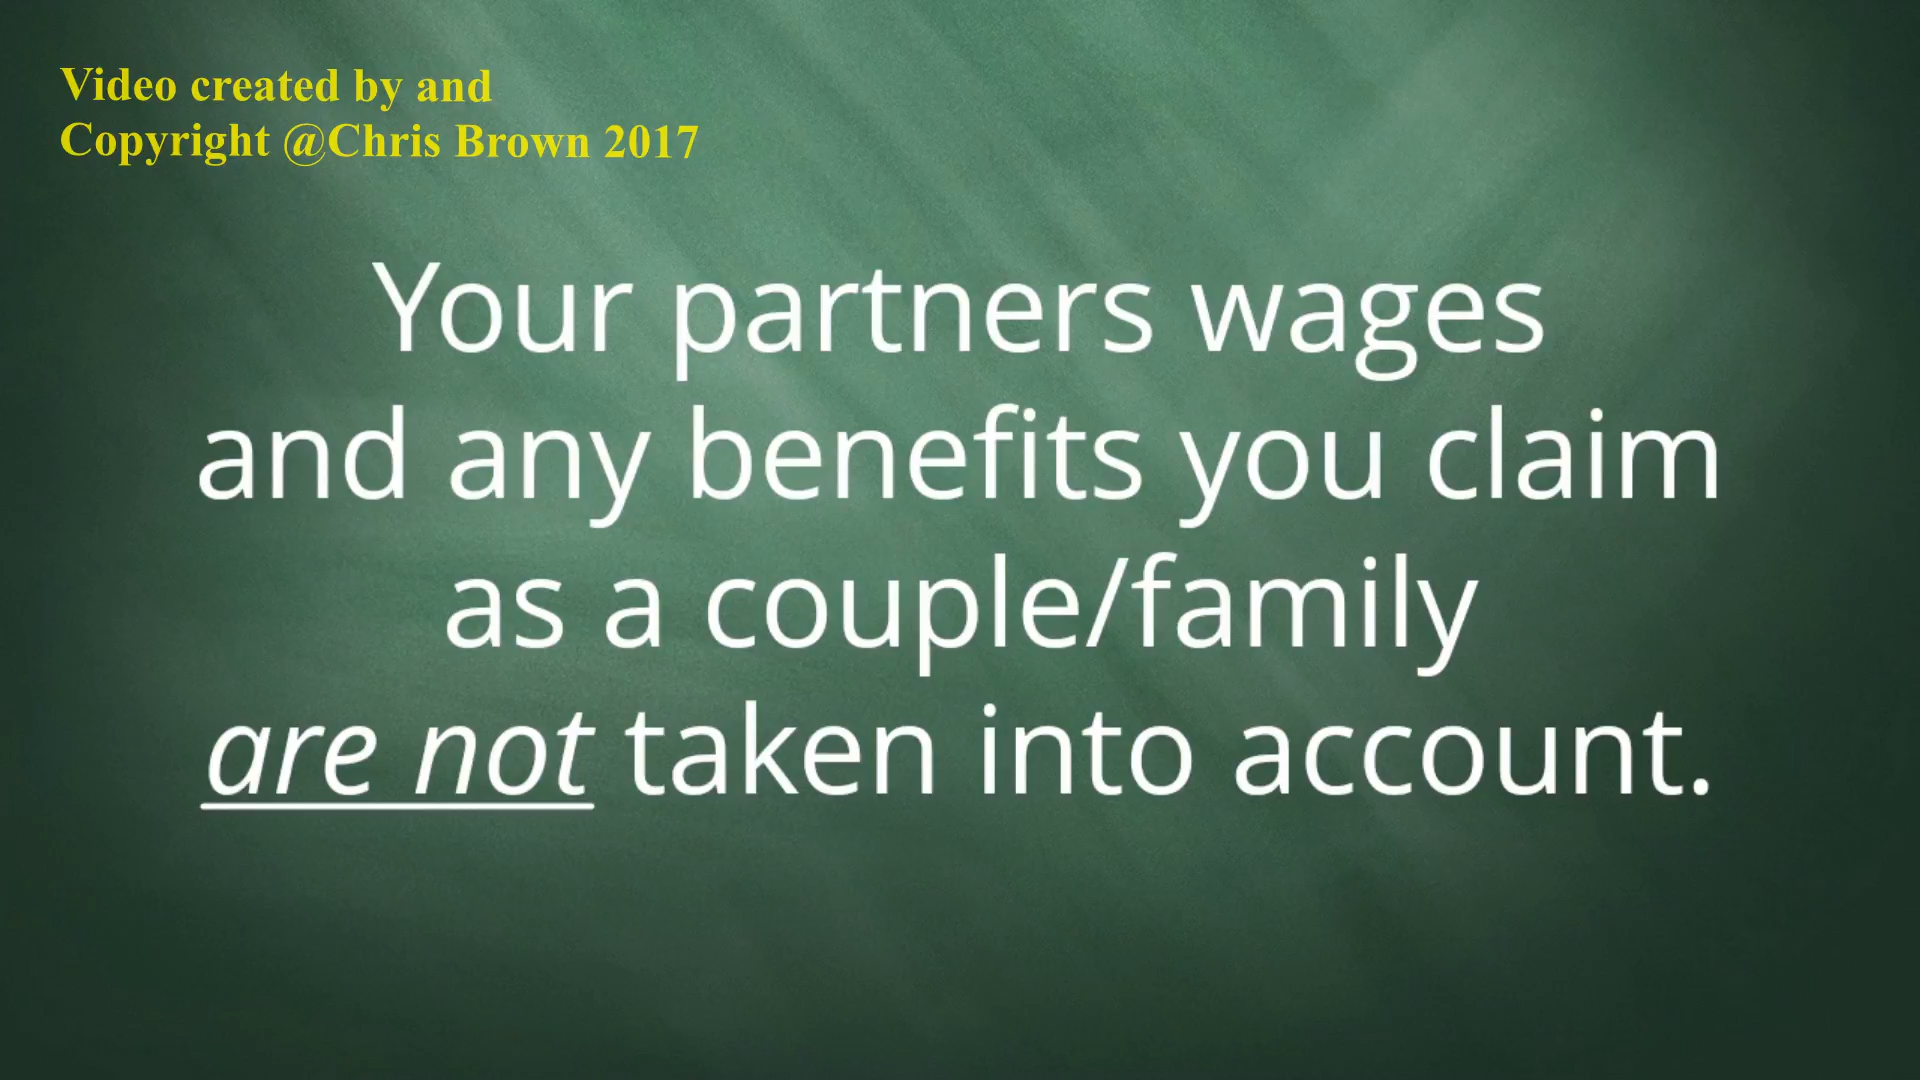 Video created by and
Copyright @Chris Brown 2017
Your partners wages
and any benefits you claim
as a couple/family
are not taken into account.